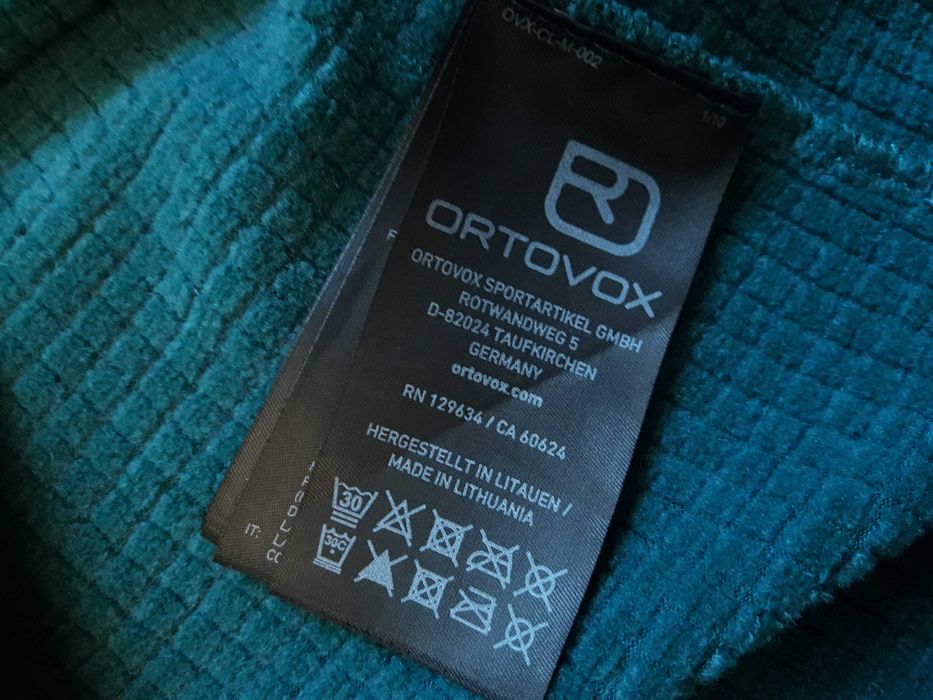 OVX-CL-M-002
1/10
ORTOVOX
ORTOVOX SPORTARTIKEL GMBH
ROTWANDWEG 5
D-82024 TAUFKIRCHEN
GERMANY
ortovox.com
RN 129634 / CA 60624
HERGESTELLT IN LITAUEN /
MADE IN LITHUANIA
30
30C
IT: